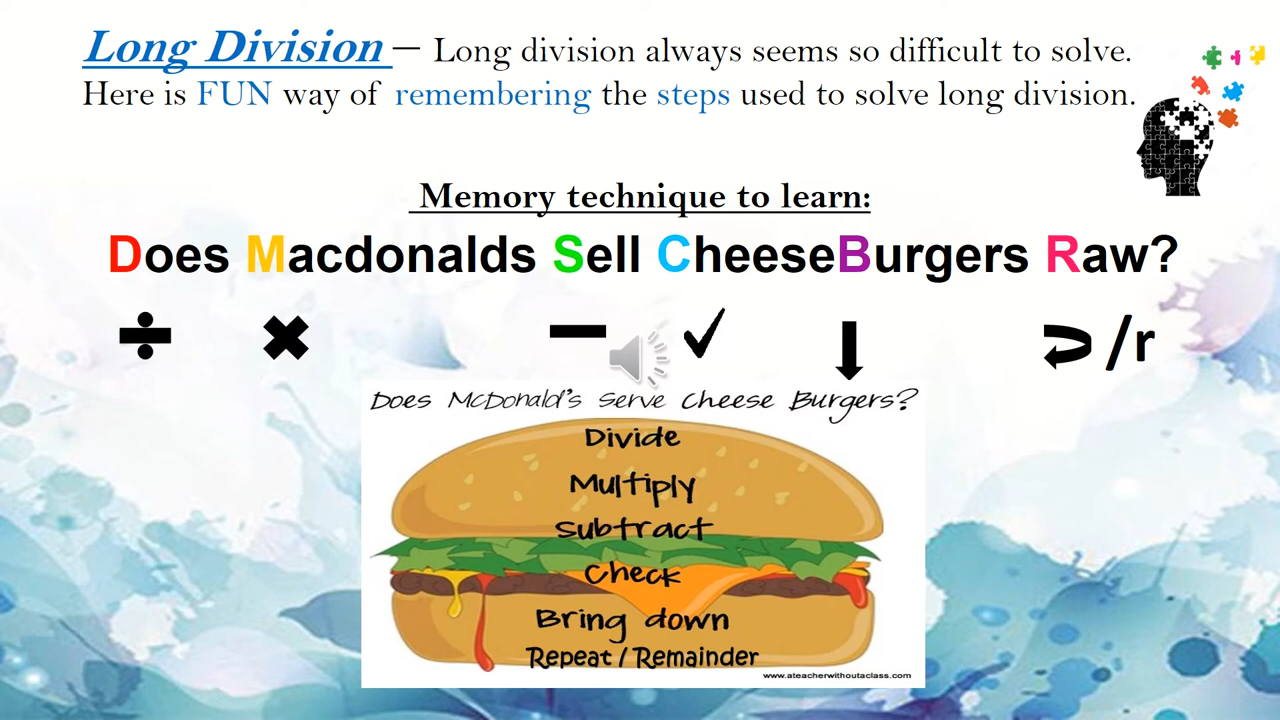 Long Division – Long division always seems so difficult to solve.
Here is FUN way of remembering the steps used to solve long division.
Memory technique to learn:
Does Macdonalds Sell CheeseBurgers Raw?
÷ ✖ − ✓ ↓ ⮌ /r
Does McDonald's Serve Cheese Burgers?
Divide
Multiply
Subtract
Check
Bring down
Repeat / Remainder
www.ateacherwithoutaclass.com